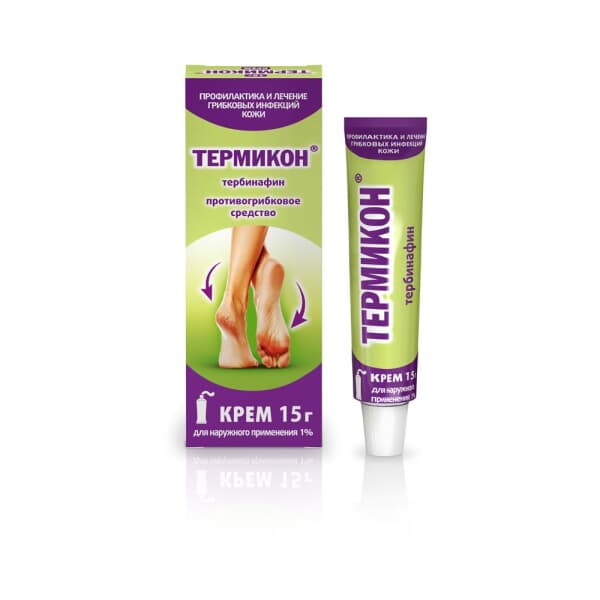 ТЕРМИКОН®
ПРОФИЛАКТИКА И ЛЕЧЕНИЕ
ГРИБКОВЫХ ИНФЕКЦИЙ
КОЖИ
ТЕРМИКОН®
тербинафин
противогрибковое
средство
КРЕМ 15 г
для наружного применения 1%
ПРОФИЛАКТИКА И ЛЕЧЕНИЕ
ГРИБКОВЫХ ИНФЕКЦИЙ
КОЖИ
ТЕРМИКОН®
тербинафин
КРЕМ 15 г
для наружного
применения 1%